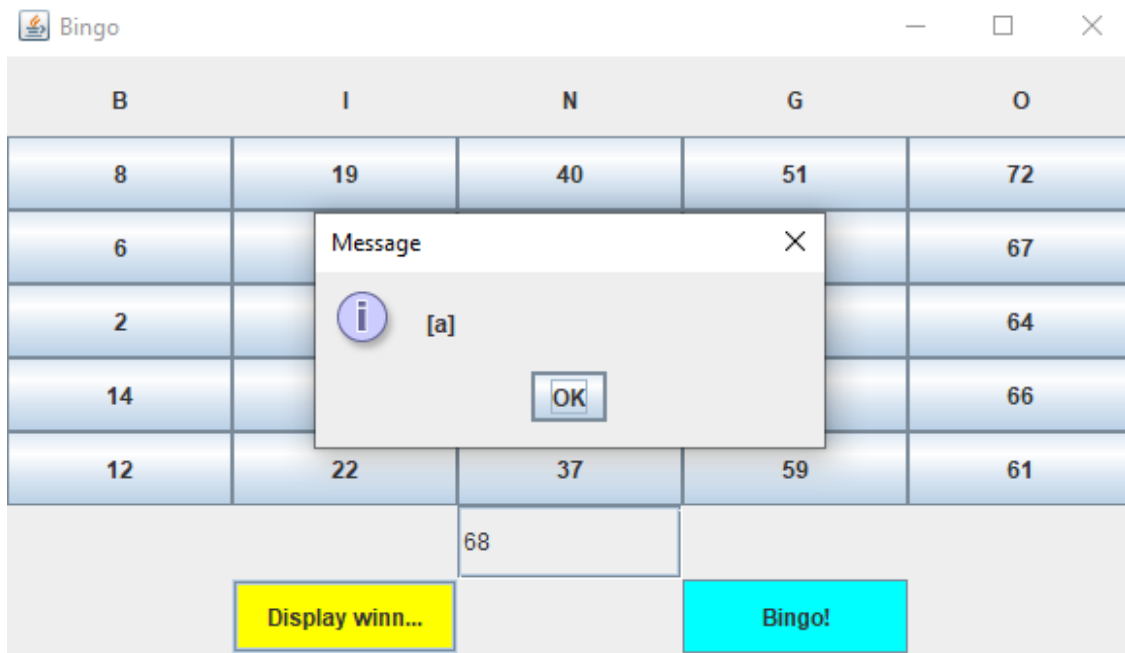 Bingo
B I N G O
8 19 40 51 72
6 67
Message
2 64
[a]
14 66
OK
12 22 37 59 61
68
Display winn... Bingo!